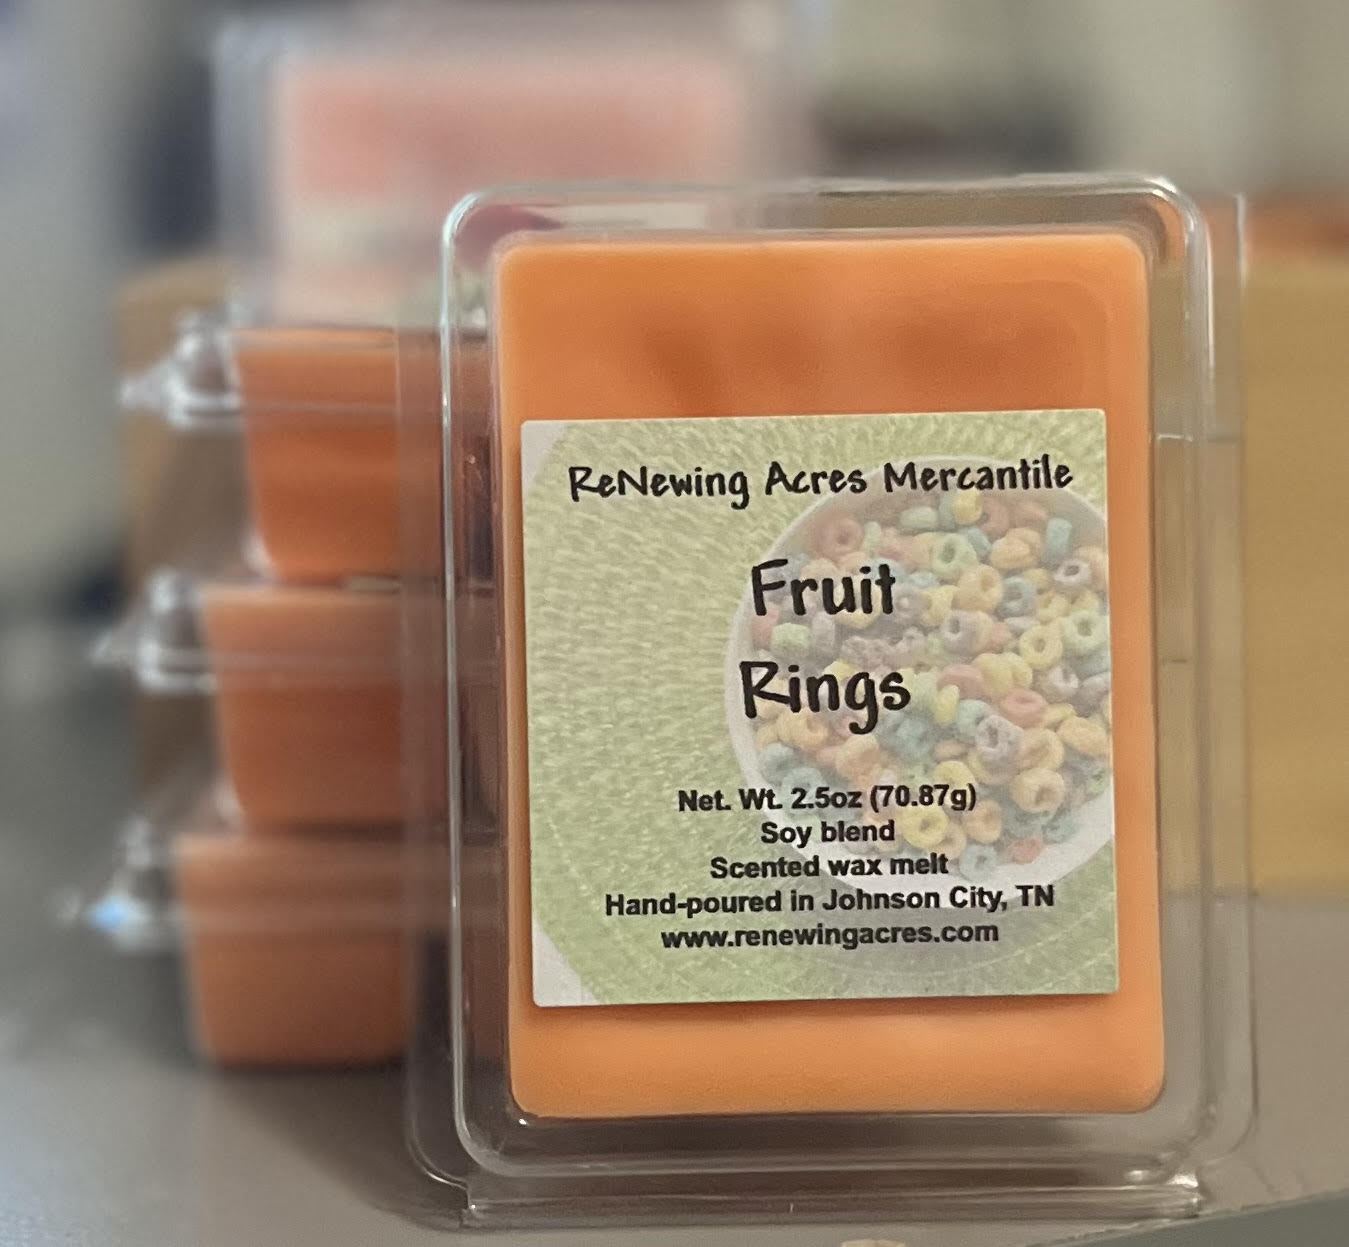 ReNewing Acres Mercantile
Fruit
Rings
Net. Wt. 2.5oz (70.87g)
Soy blend
Scented wax melt
Hand-poured in Johnson City, TN
www.renewingacres.com